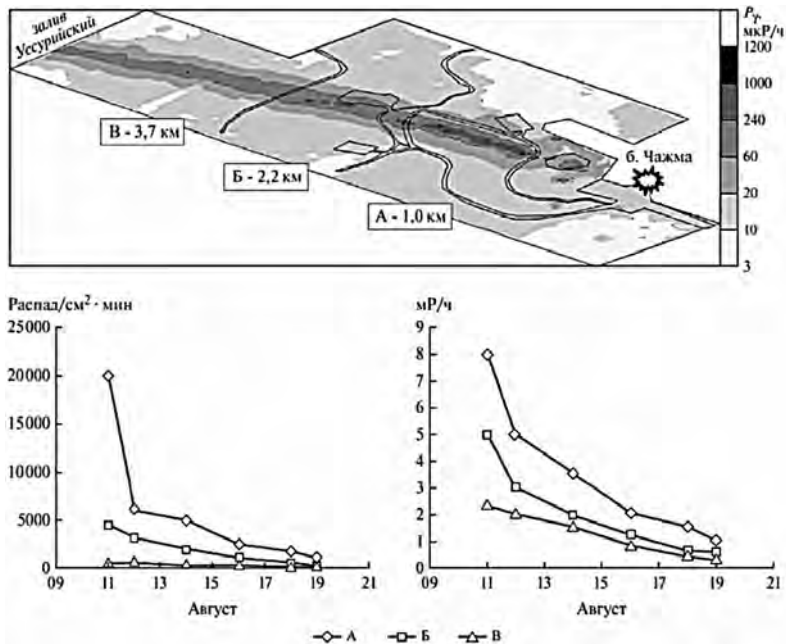 залив
Уссурийский
В - 3,7 км
Б - 2,2 км
А - 1,0 км
б. Чажма
Pγ,
мкР/ч
1200
1000
240
60
20
10
3
Распад/см² · мин
25000
20000
15000
10000
5000
0
09 11 13 15 17 19 21
Август
мР/ч
9
8
7
6
5
4
3
2
1
0
09 11 13 15 17 19 21
Август
А Б В